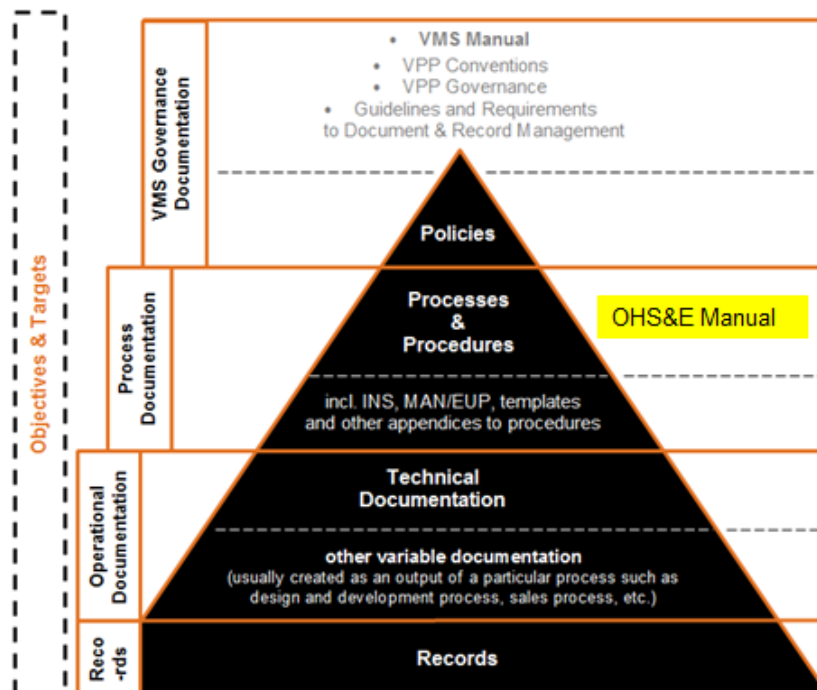 Objectives & Targets
VMS Governance
Documentation
• VMS Manual
• VPP Conventions
• VPP Governance
• Guidelines and Requirements
to Document & Record Management
Policies
Process
Documentation
Processes
&
Procedures
OHS&E Manual
incl. INS, MAN/EUP, templates
and other appendices to procedures
Operational
Documentation
Technical
Documentation
other variable documentation
(usually created as an output of a particular process such as
design and development process, sales process, etc.)
Reco
-rds
Records